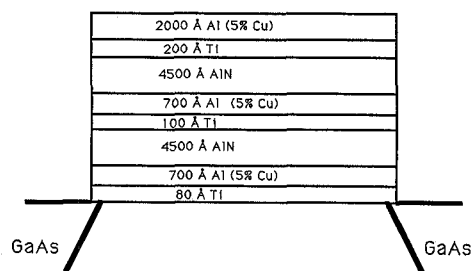 2000 Å Al (5% Cu)
200 Å Ti
4500 Å AlN
700 Å Al (5% Cu)
100 Å Ti
4500 Å AlN
700 Å Al (5% Cu)
80 Å Ti
GaAs
GaAs